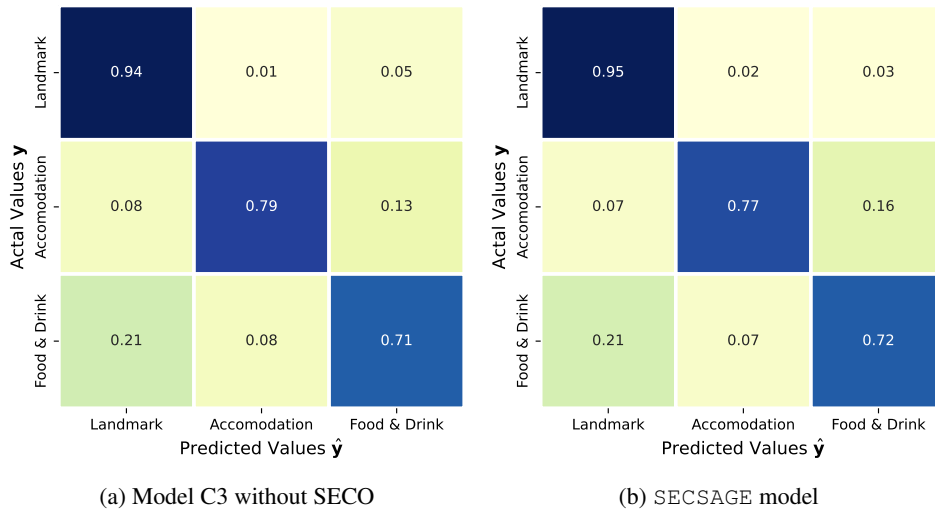 Landmark
Accomodation
Food & Drink
Actal Values y
0.94 0.01 0.05
0.08 0.79 0.13
0.21 0.08 0.71
Landmark Accomodation Food & Drink
Predicted Values ŷ
(a) Model C3 without SECO
Landmark
Accomodation
Food & Drink
Actal Values y
0.95 0.02 0.03
0.07 0.77 0.16
0.21 0.07 0.72
Landmark Accomodation Food & Drink
Predicted Values ŷ
(b) SECSAGE model